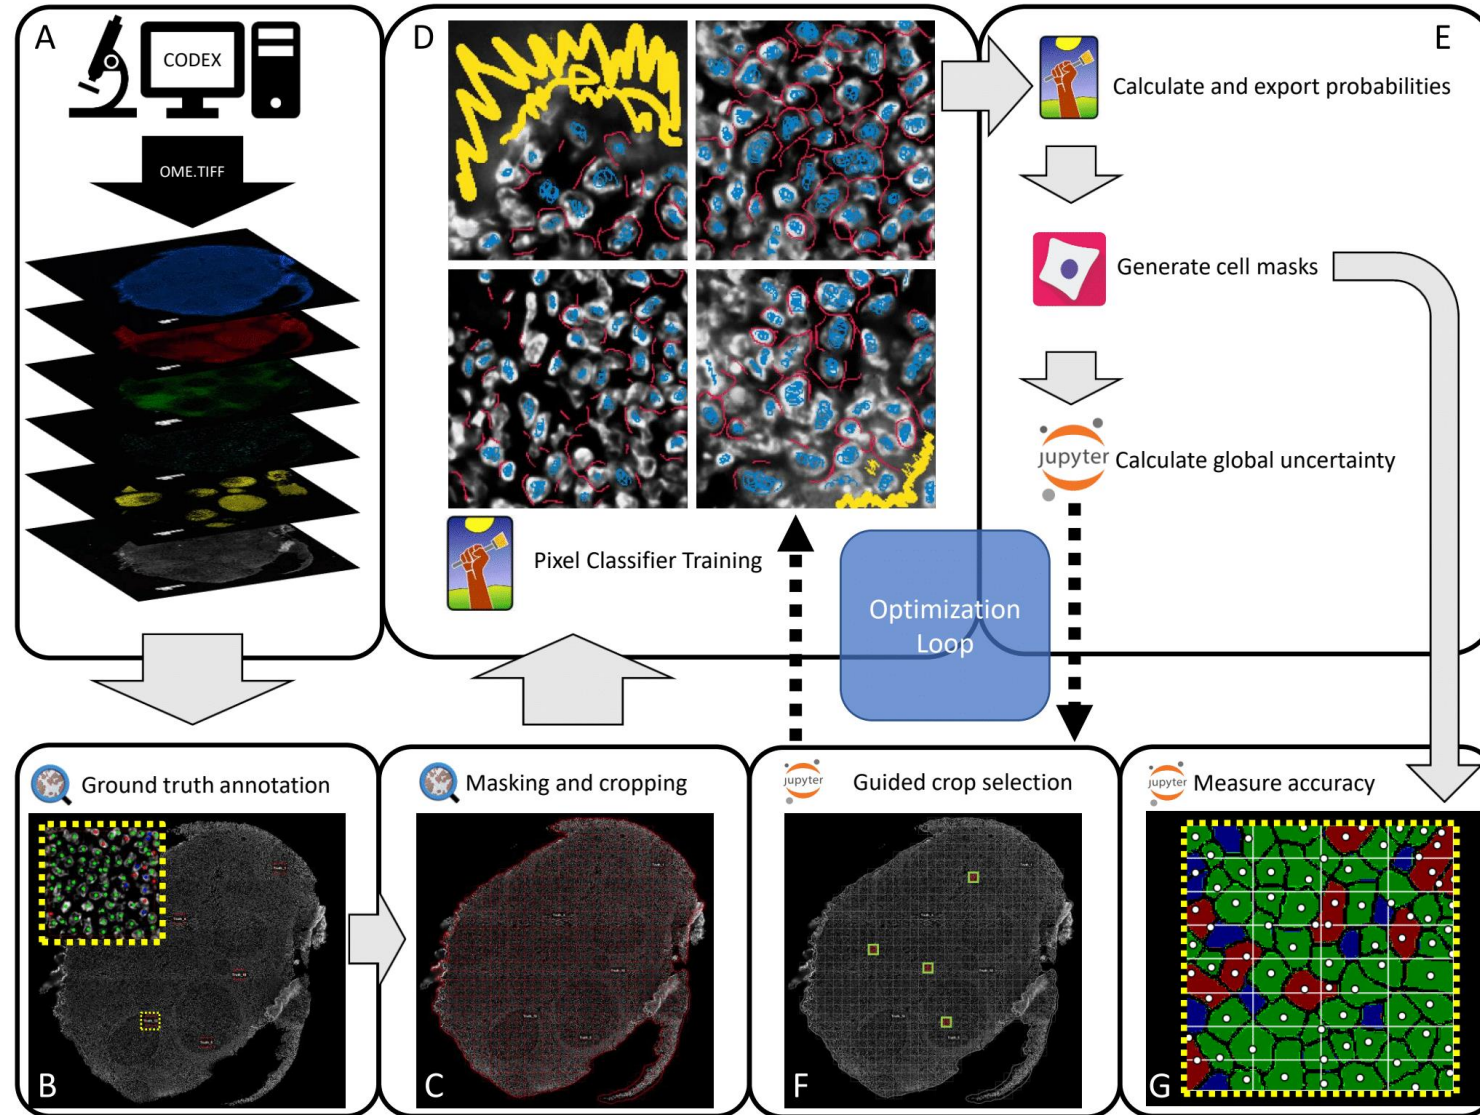 A
CODEX
OME.TIFF
D
Pixel Classifier Training
E
Calculate and export probabilities
Generate cell masks
jupyter
Calculate global uncertainty
Optimization
Loop
Ground truth annotation
B
Masking and cropping
C
jupyter
Guided crop selection
F
jupyter
Measure accuracy
G